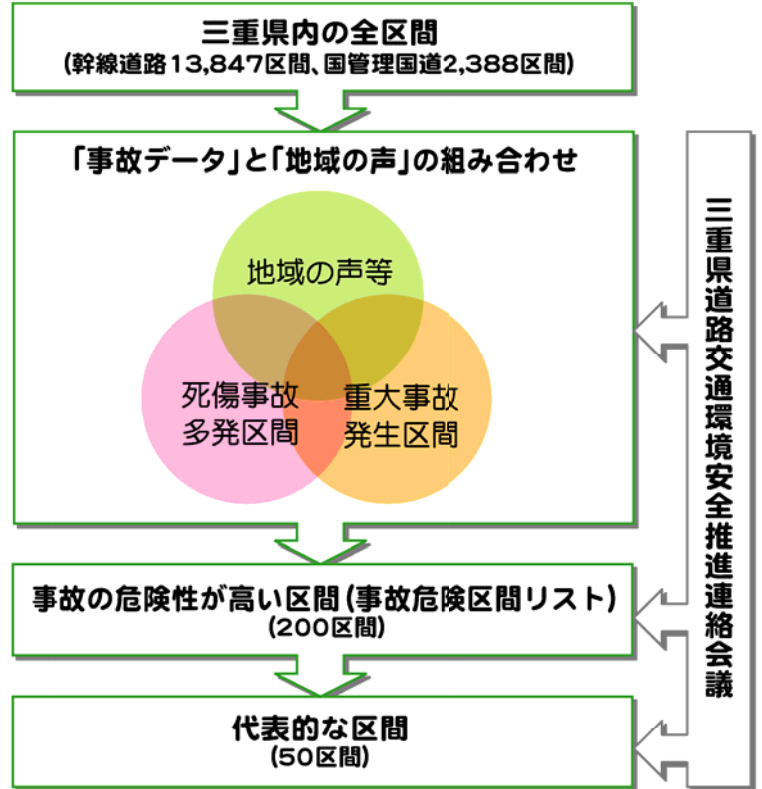 三重県内の全区間
(幹線道路13,847区間、国管理国道2,388区間)
「事故データ」と「地域の声」の組み合わせ
地域の声等
死傷事故
多発区間
重大事故
発生区間
事故の危険性が高い区間(事故危険区間リスト)
(200区間)
代表的な区間
(50区間)
三重県道路交通環境安全推進連絡会議